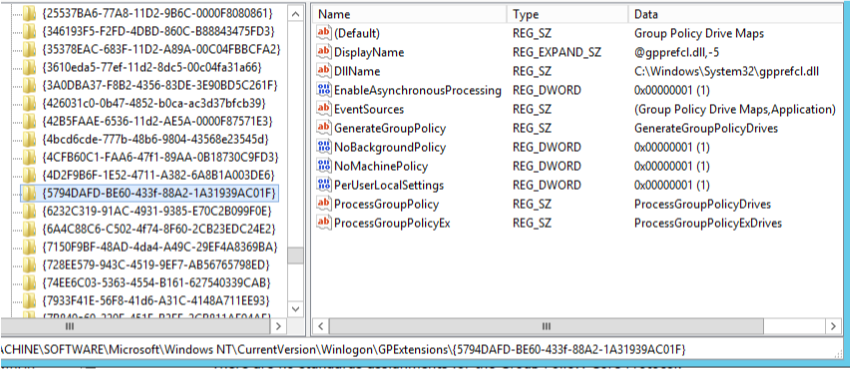 {25537BA6-77A8-11D2-9B6C-0000F8080861}
{346193F5-F2FD-4DBD-860C-B88843475FD3}
{35378EAC-683F-11D2-A89A-00C04FBBCFA2}
{3610eda5-77ef-11d2-8dc5-00c04fa31a66}
{3A0DBA37-F8B2-4356-83DE-3E90BD5C261F}
{426031c0-0b47-4852-b0ca-ac3d37bfcb39}
{42B5FAAE-6536-11d2-AE5A-0000F87571E3}
{4bcd6cde-777b-48b6-9804-43568e23545d}
{4CFB60C1-FAA6-47f1-89AA-0B18730C9FD3}
{4D2F9B6F-1E52-4711-A382-6A8B1A003DE6}
{5794DAFD-BE60-433f-88A2-1A31939AC01F}
{6232C319-91AC-4931-9385-E70C2B099F0E}
{6A4C88C6-C502-4f74-8F60-2CB23EDC24E2}
{7150F9BF-48AD-4da4-A49C-29EF4A8369BA}
{728EE579-943C-4519-9EF7-AB56765798ED}
{74EE6C03-5363-4554-B161-627540339CAB}
{7933F41E-56F8-41d6-A31C-4148A711EE93}
Name Type Data
(Default) REG_SZ Group Policy Drive Maps
DisplayName REG_EXPAND_SZ @gpprefcl.dll,-5
DllName REG_SZ C:\Windows\System32\gpprefcl.dll
EnableAsynchronousProcessing REG_DWORD 0x00000001 (1)
EventSources REG_SZ (Group Policy Drive Maps,Application)
GenerateGroupPolicy REG_SZ GenerateGroupPolicyDrives
NoBackgroundPolicy REG_DWORD 0x00000001 (1)
NoMachinePolicy REG_DWORD 0x00000001 (1)
PerUserLocalSettings REG_DWORD 0x00000001 (1)
ProcessGroupPolicy REG_SZ ProcessGroupPolicyDrives
ProcessGroupPolicyEx REG_SZ ProcessGroupPolicyExDrives
ACHINE\SOFTWARE\Microsoft\Windows NT\CurrentVersion\Winlogon\GPExtensions\{5794DAFD-BE60-433f-88A2-1A31939AC01F}